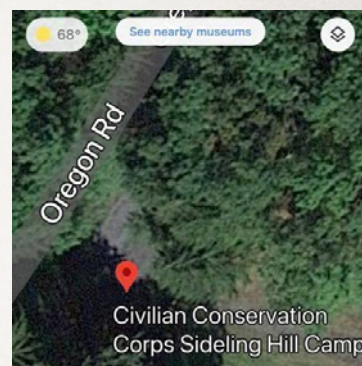 68°
See nearby museums
Oregon Rd
Civilian Conservation
Corps Sideling Hill Camp